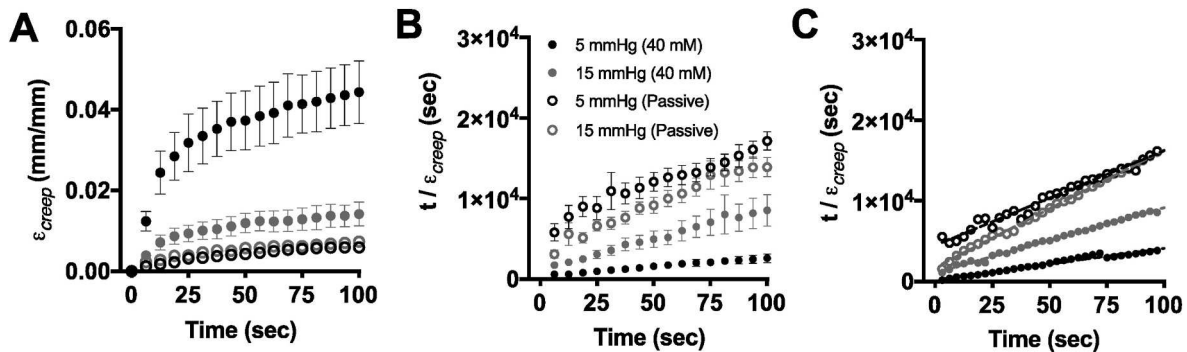 A
ε_creep (mm/mm)
0.06
0.04
0.02
0.00
0 25 50 75 100
Time (sec)
B
t / ε_creep (sec)
3×10⁴
2×10⁴
1×10⁴
0
5 mmHg (40 mM)
15 mmHg (40 mM)
5 mmHg (Passive)
15 mmHg (Passive)
0 25 50 75 100
Time (sec)
C
t / ε_creep (sec)
3×10⁴
2×10⁴
1×10⁴
0
0 25 50 75 100
Time (sec)